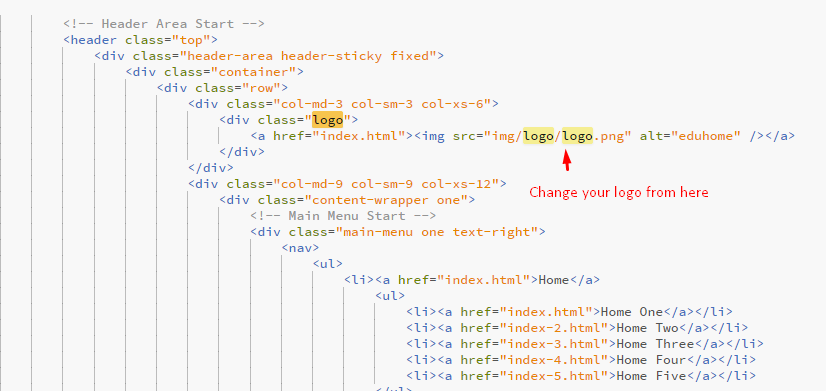 <!-- Header Area Start -->
<header class="top">
<div class="header-area header-sticky fixed">
<div class="container">
<div class="row">
<div class="col-md-3 col-sm-3 col-xs-6">
<div class="logo">
<a href="index.html"><img src="img/logo/logo.png" alt="eduhome" /></a>
</div>
</div>
<div class="col-md-9 col-sm-9 col-xs-12">
Change your logo from here
<div class="content-wrapper one">
<!-- Main Menu Start -->
<div class="main-menu one text-right">
<nav>
<ul>
<li><a href="index.html">Home</a>
<ul>
<li><a href="index.html">Home One</a></li>
<li><a href="index-2.html">Home Two</a></li>
<li><a href="index-3.html">Home Three</a></li>
<li><a href="index-4.html">Home Four</a></li>
<li><a href="index-5.html">Home Five</a></li>